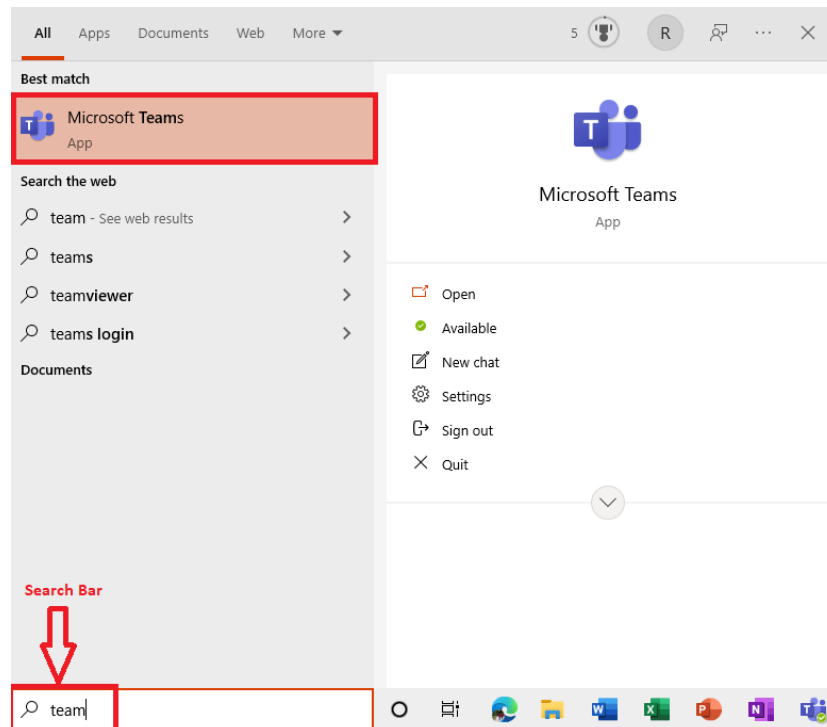 All Apps Documents Web More 5 R ...
Best match
Microsoft Teams
App
Search the web
team - See web results
teams
teamviewer
teams login
Documents
Microsoft Teams
App
Open
Available
New chat
Settings
Sign out
Quit
Search Bar
team